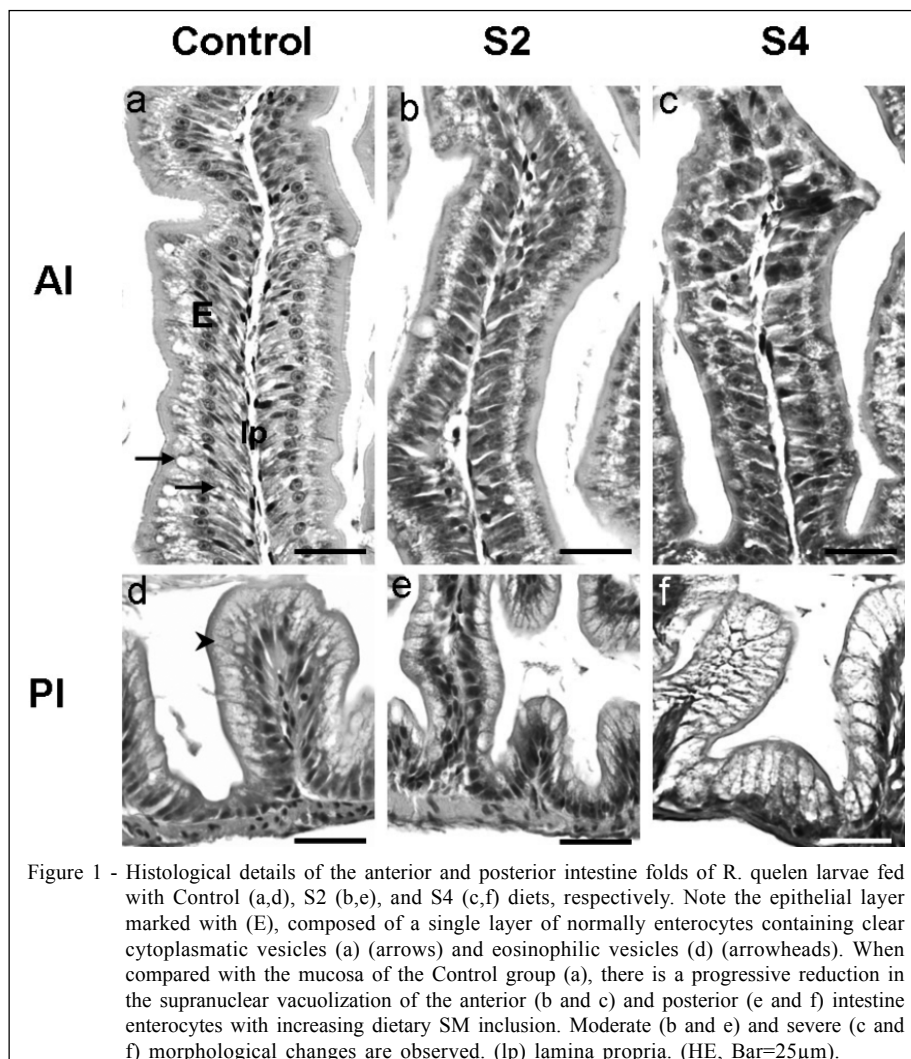 Control S2 S4
a b c
AI
E
lp
d e f
PI
Figure 1 - Histological details of the anterior and posterior intestine folds of R. quelen larvae fed
with Control (a,d), S2 (b,e), and S4 (c,f) diets, respectively. Note the epithelial layer
marked with (E), composed of a single layer of normally enterocytes containing clear
cytoplasmatic vesicles (a) (arrows) and eosinophilic vesicles (d) (arrowheads). When
compared with the mucosa of the Control group (a), there is a progressive reduction in
the supranuclear vacuolization of the anterior (b and c) and posterior (e and f) intestine
enterocytes with increasing dietary SM inclusion. Moderate (b and e) and severe (c and
f) morphological changes are observed. (lp) lamina propria. (HE, Bar=25µm).